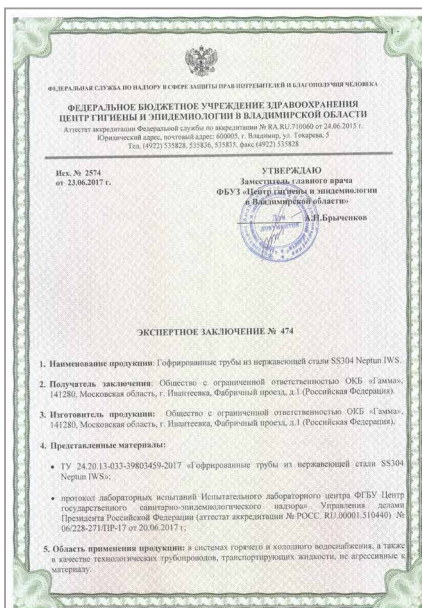 ФЕДЕРАЛЬНАЯ СЛУЖБА ПО НАДЗОРУ В СФЕРЕ ЗАЩИТЫ ПРАВ ПОТРЕБИТЕЛЕЙ И БЛАГОПОЛУЧИЯ ЧЕЛОВЕКА
ФЕДЕРАЛЬНОЕ БЮДЖЕТНОЕ УЧРЕЖДЕНИЕ ЗДРАВООХРАНЕНИЯ
ЦЕНТР ГИГИЕНЫ И ЭПИДЕМИОЛОГИИ В ВЛАДИМИРСКОЙ ОБЛАСТИ
Аттестат аккредитации Федеральной службы по аккредитации № RA.RU.710060 от 24.06.2015 г.
Юридический адрес, почтовый адрес: 600005, г. Владимир, ул. Токарева, 5
Тел. (4922) 535828, 535836, 535835, факс (4922) 535828
Исх. № 2574
от 23.06.2017 г.
УТВЕРЖДАЮ
Заместитель главного врача
ФБУЗ «Центр гигиены и эпидемиологии
в Владимирской области»
А.Н.Брыченков
Для
документов
ЭКСПЕРТНОЕ ЗАКЛЮЧЕНИЕ № 474
1. Наименование продукции: Гофрированные трубы из нержавеющей стали SS304 Neptun IWS.
2. Получатель заключения: Общество с ограниченной ответственностью ОКБ «Гамма»,
141280, Московская область, г. Ивантеевка, Фабричный проезд, д.1 (Российская Федерация).
3. Изготовитель продукции: Общество с ограниченной ответственностью ОКБ «Гамма»,
141280, Московская область, г. Ивантеевка, Фабричный проезд, д.1 (Российская Федерация).
4. Представленные материалы:
• ТУ 24.20.13-033-39803459-2017 «Гофрированные трубы из нержавеющей стали SS304
Neptun IWS»;
• протокол лабораторных испытаний Испытательного лабораторного центра ФГБУ Центр
государственного санитарно-эпидемиологического надзора» Управления делами
Президента Российской Федерации (аттестат аккредитации № РОСС. RU.00001.510440) №
06/228-271/ПР-17 от 20.06.2017 г;
5. Область применения продукции: в системах горячего и холодного водоснабжения, а также
в качестве технологических трубопроводов, транспортирующих жидкости, не агрессивные к
материалу.